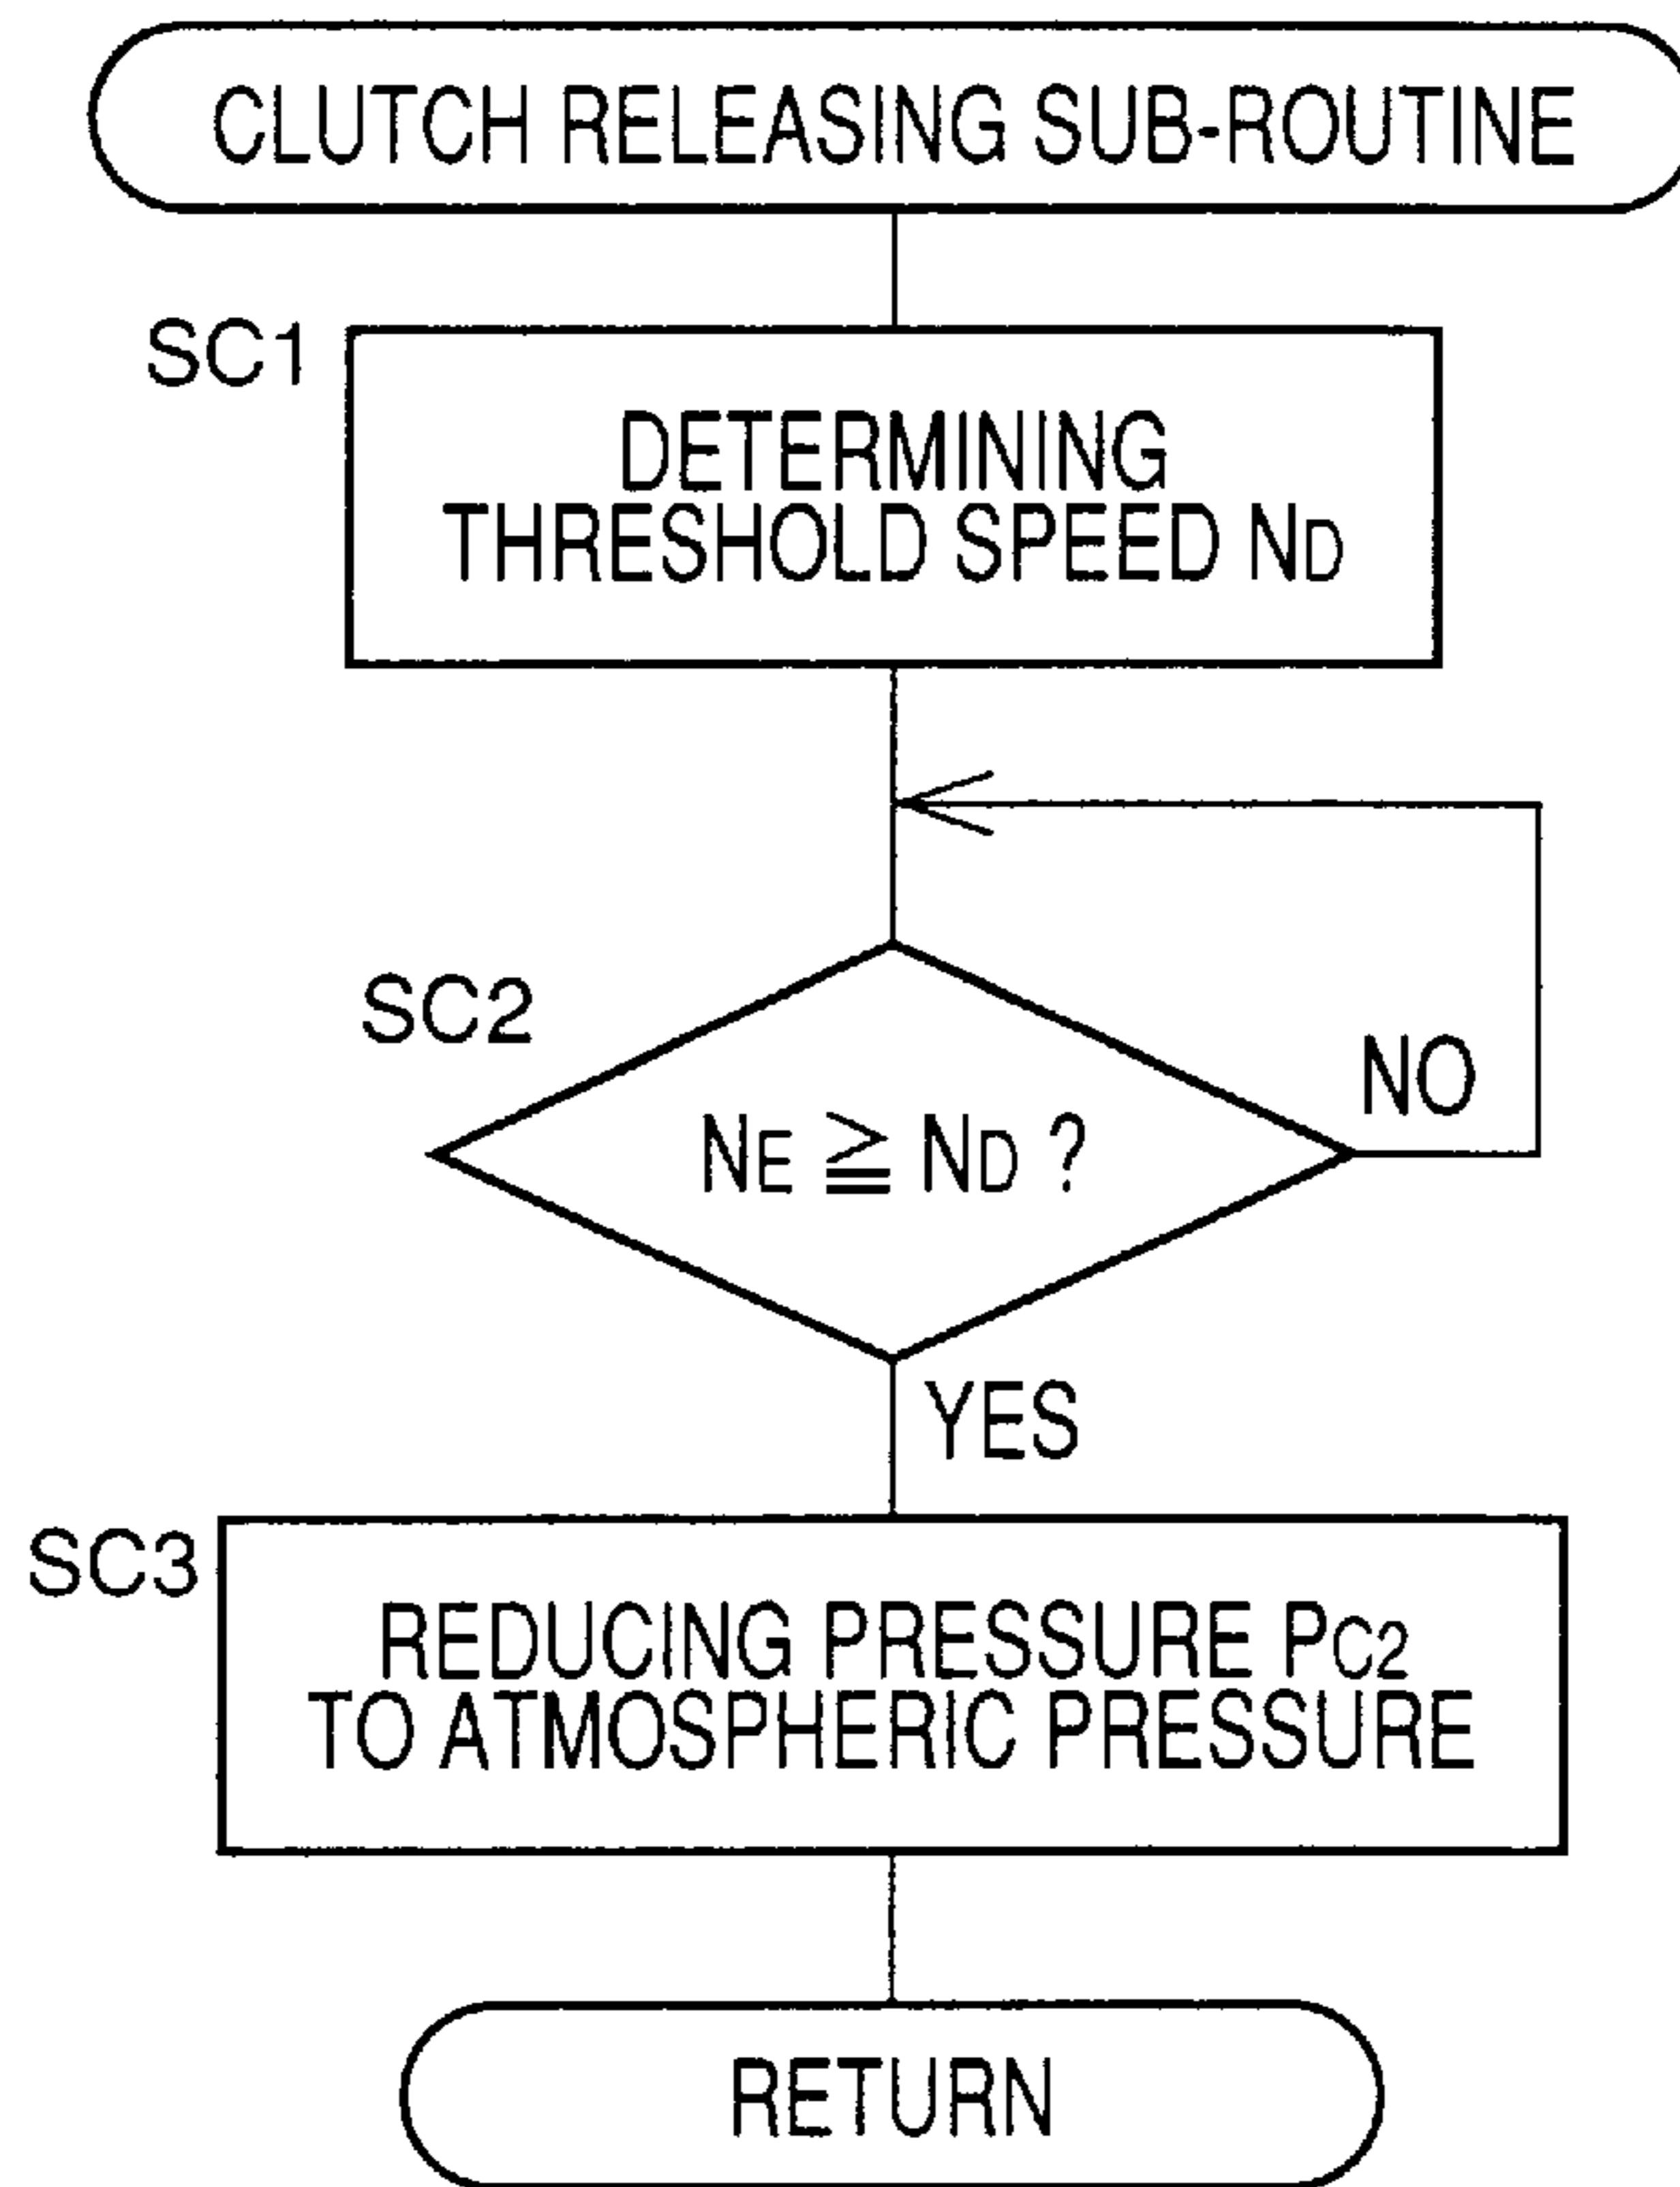 CLUTCH RELEASING SUB-ROUTINE
SC1
DETERMINING
THRESHOLD SPEED ND
SC2
NE ≧ ND ?
NO
YES
SC3
REDUCING PRESSURE PC2
TO ATMOSPHERIC PRESSURE
RETURN